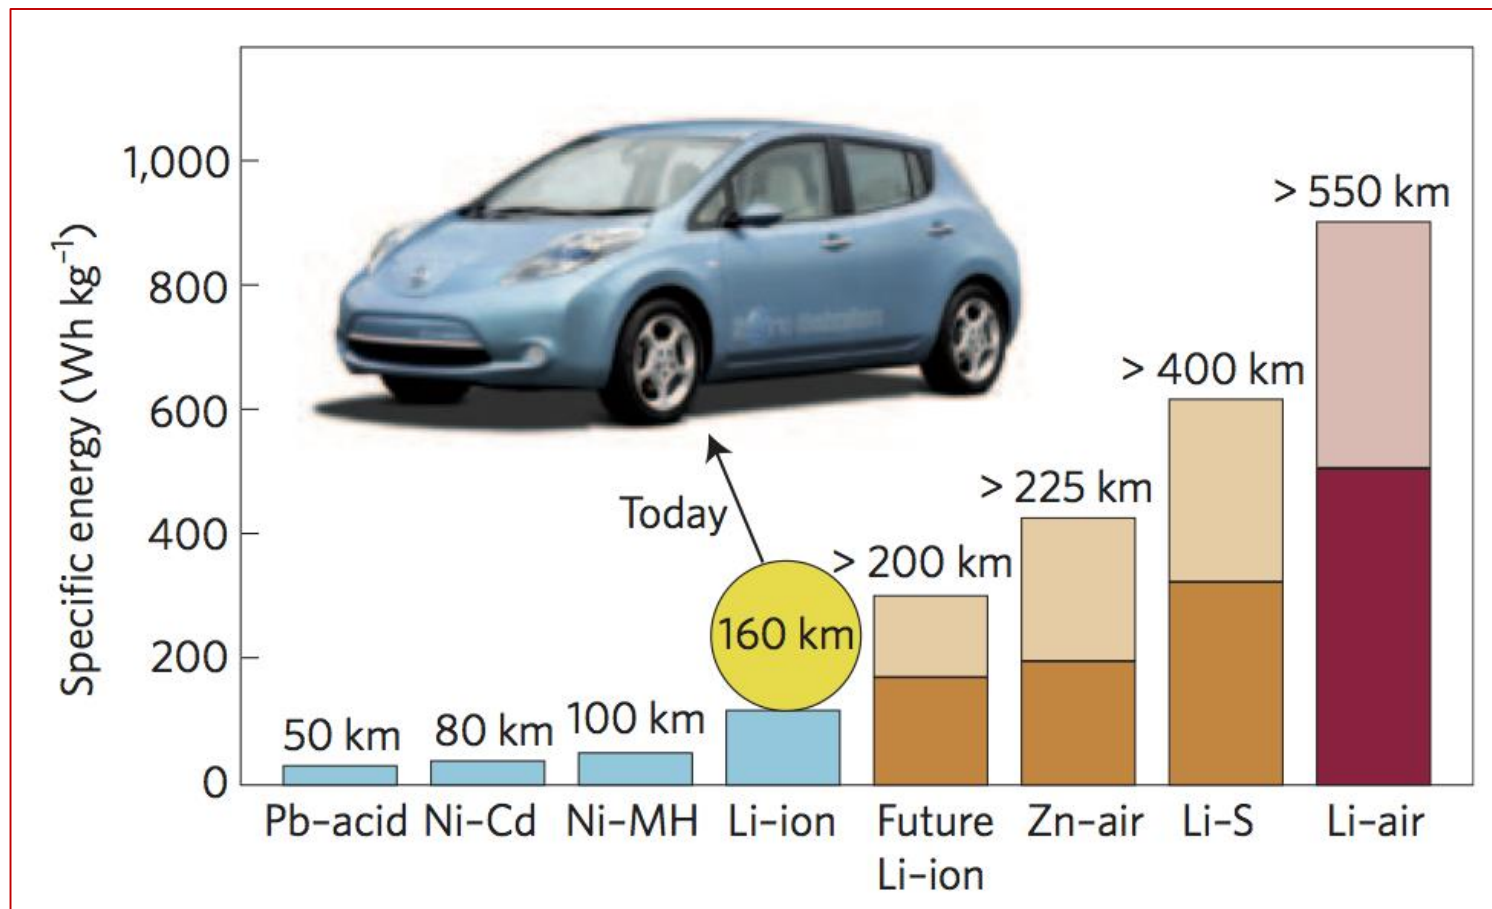 Specific energy (Wh kg⁻¹)
1,000
800
600
400
200
0
50 km
80 km
100 km
160 km
Today
> 200 km
> 225 km
> 400 km
> 550 km
Pb-acid
Ni-Cd
Ni-MH
Li-ion
Future
Li-ion
Zn-air
Li-S
Li-air